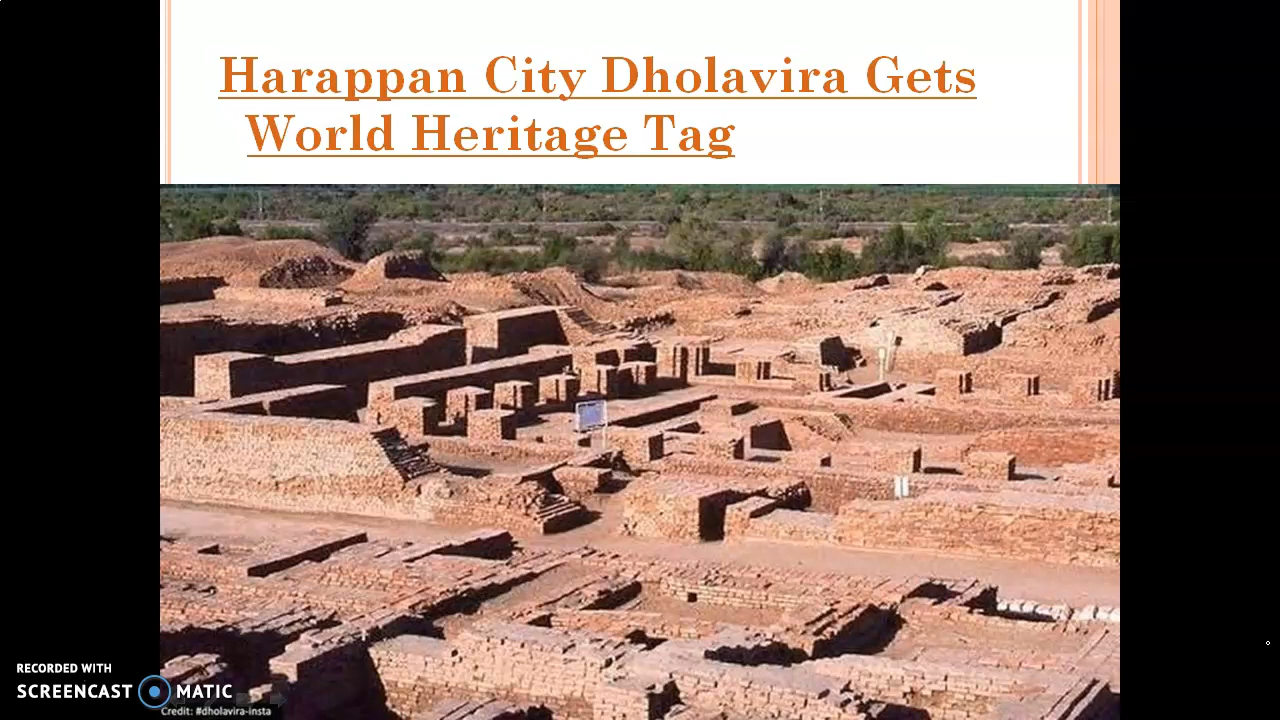 Harappan City Dholavira Gets
World Heritage Tag
RECORDED WITH
SCREENCAST MATIC
Credit: #dholavira-insta